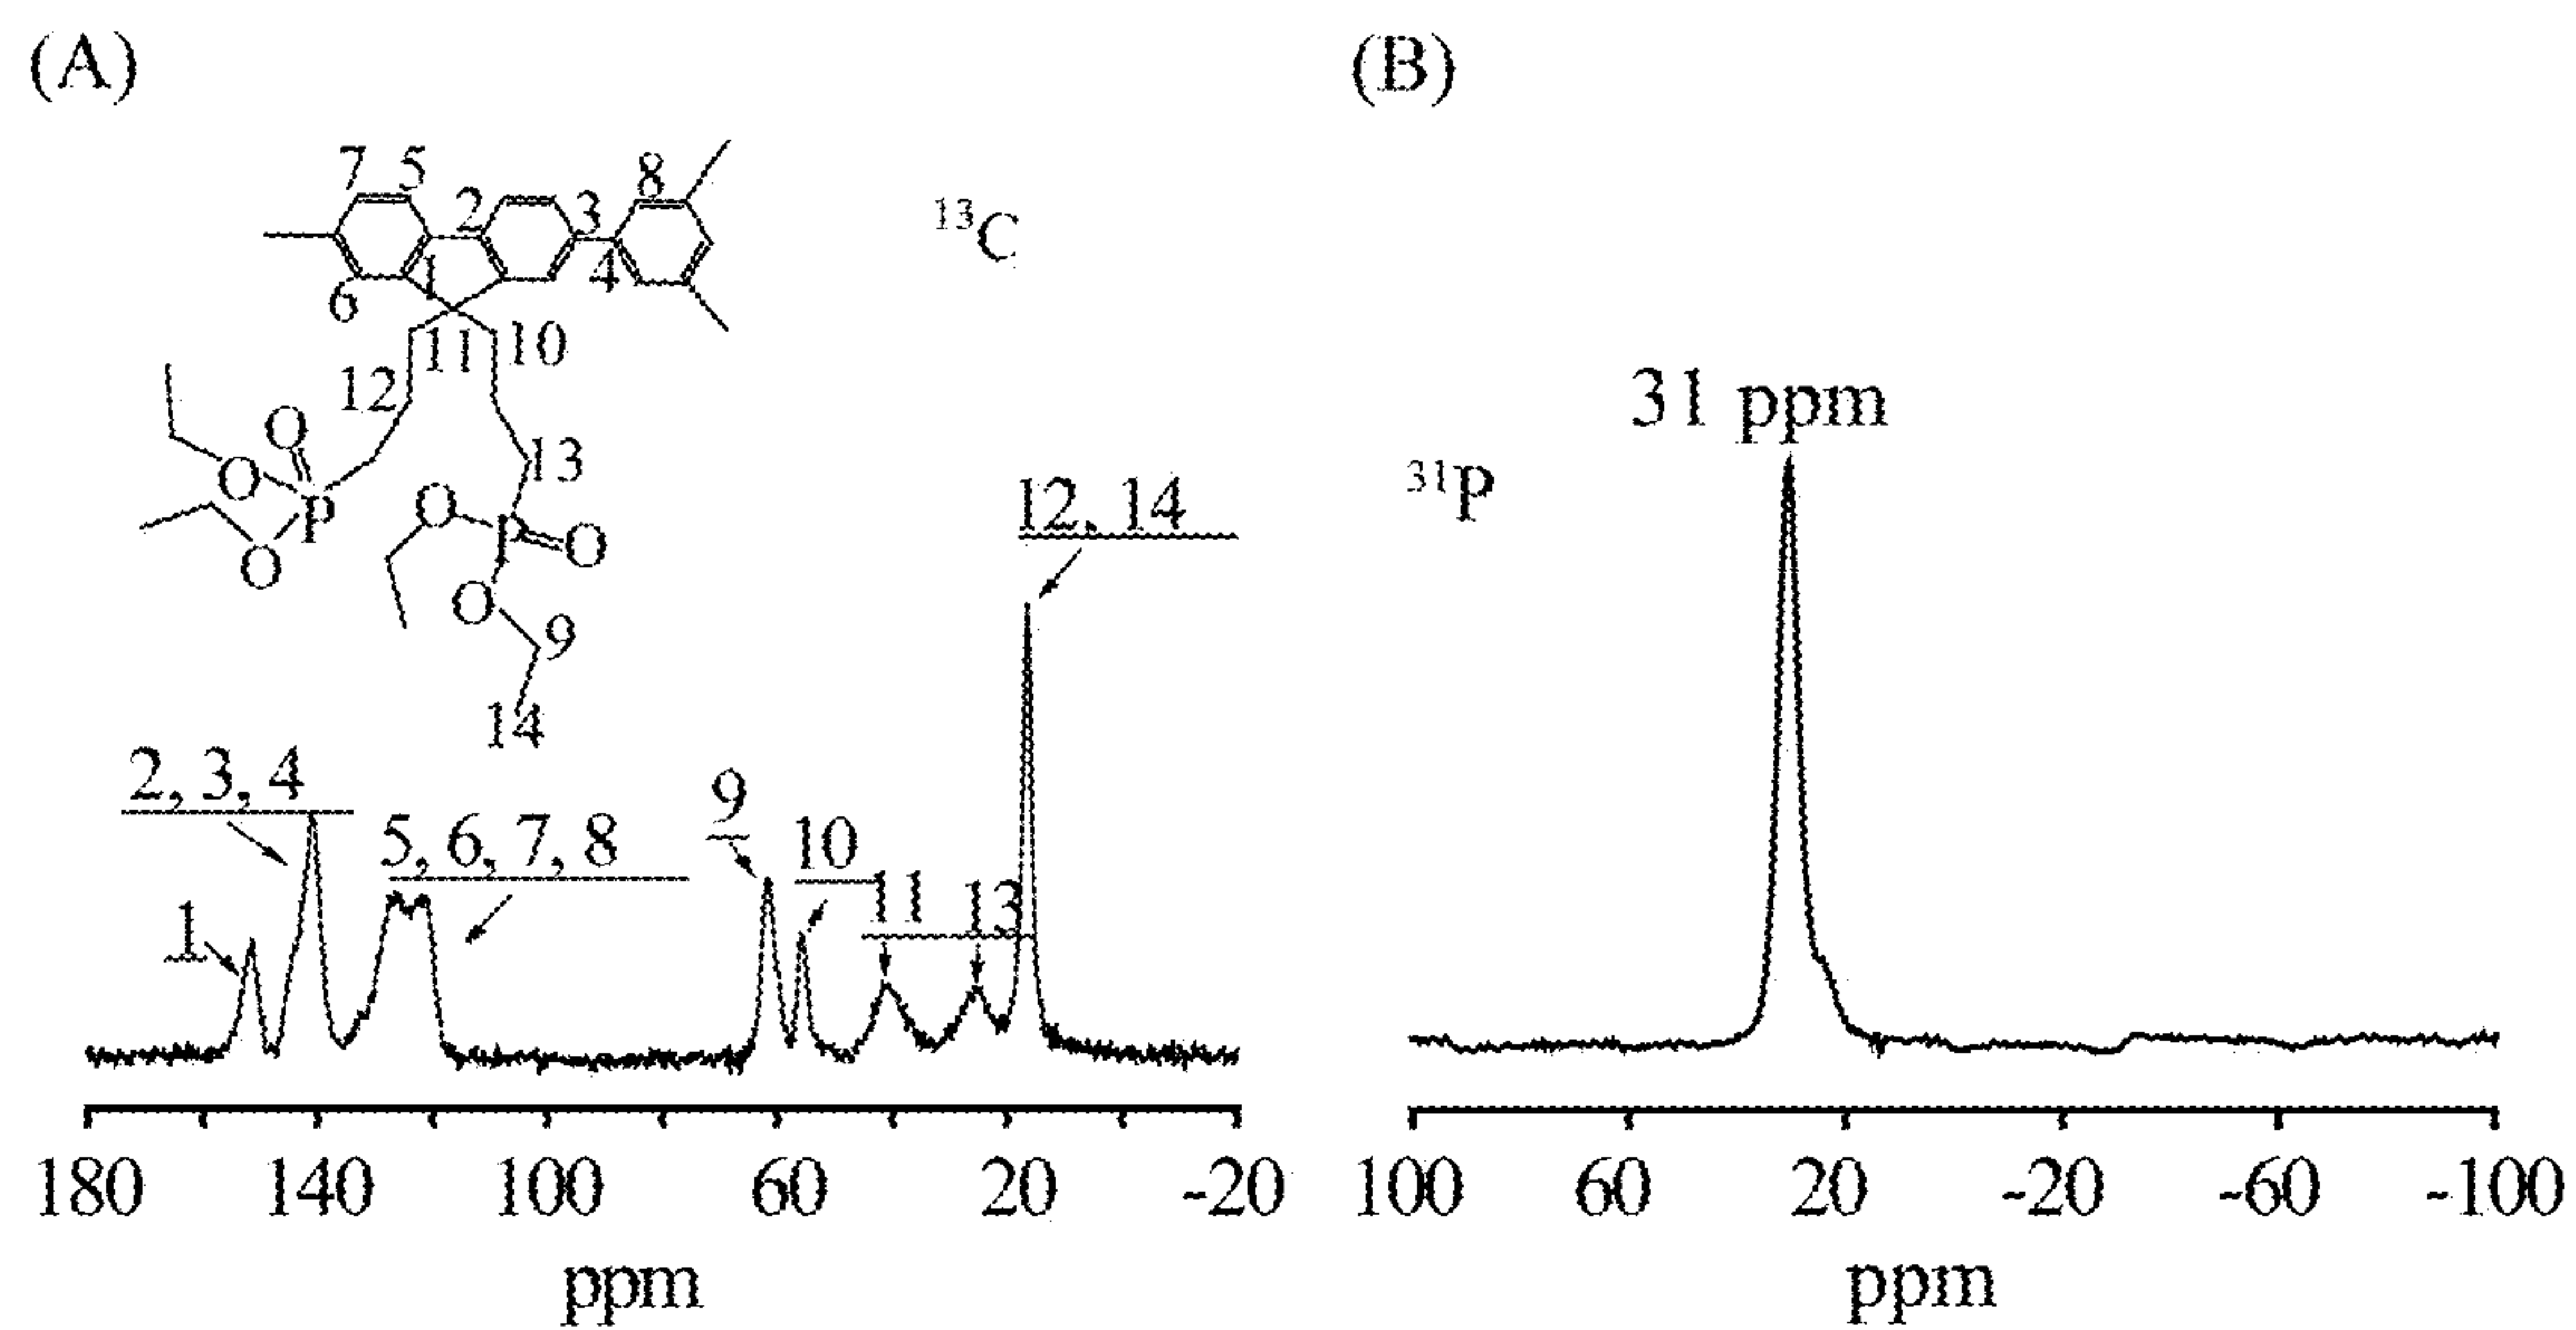 (A)
(B)
7 5 2 3 8
1 4
6
¹³C
11 10
12
O
O
P
O
13
O
P
O
O
9
14
31 ppm
³¹P
12, 14
2, 3, 4
5, 6, 7, 8
1
9
10
11
13
180 140 100 60 20 -20
ppm
100 60 20 -20 -60 -100
ppm